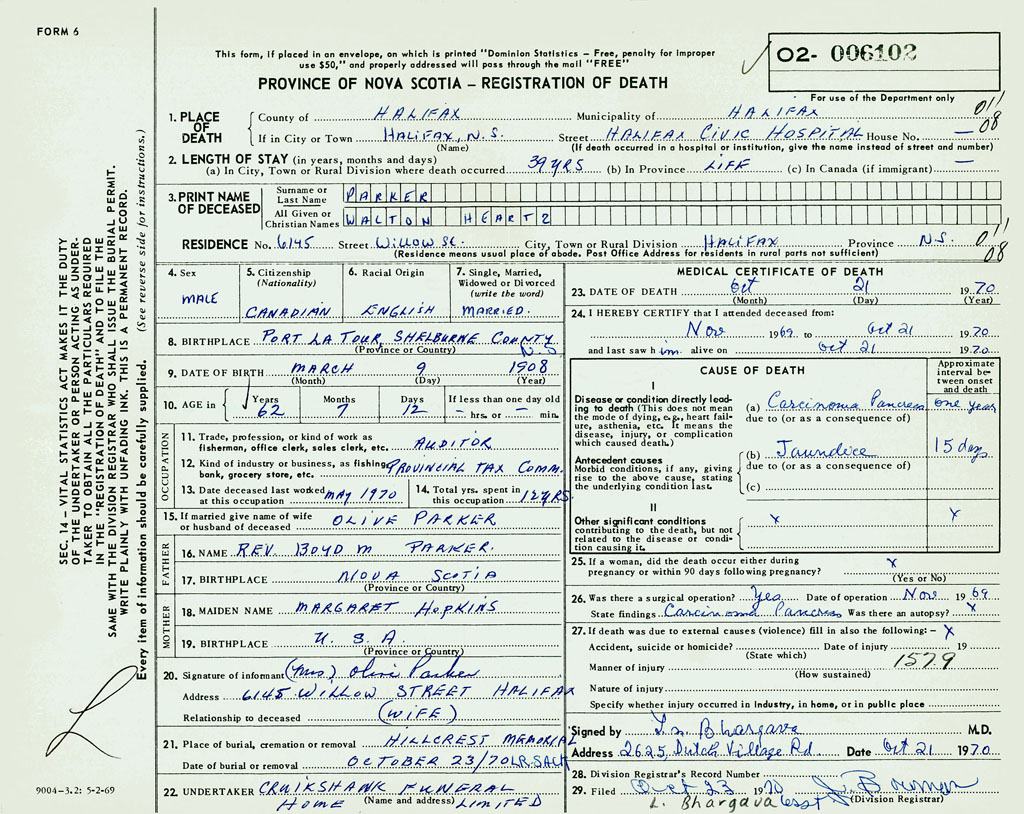 FORM 6
This form, if placed in an envelope, on which is printed "Dominion Statistics – Free, penalty for improper
use $50," and properly addressed will pass through the mail "FREE"
PROVINCE OF NOVA SCOTIA – REGISTRATION OF DEATH
O2- 006102
For use of the Department only
SEC. 14 – VITAL STATISTICS ACT MAKES IT THE DUTY
OF THE UNDERTAKER OR PERSON ACTING AS UNDER-
TAKER TO OBTAIN ALL THE PARTICULARS REQUIRED
IN THE "REGISTRATION OF DEATH" AND TO FILE THE
SAME WITH THE DIVISION REGISTRAR WHO SHALL ISSUE THE BURIAL PERMIT.
WRITE PLAINLY WITH UNFADING INK. THIS IS A PERMANENT RECORD.
Every item of information should be carefully supplied. (See reverse side for instructions.)
1. PLACE OF DEATH
County of HALIFAX Municipality of HALIFAX 011
If in City or Town HALIFAX, N.S. Street HALIFAX CIVIC HOSPITAL House No. — 08
(Name) (If death occurred in a hospital or institution, give the name instead of street and number)
2. LENGTH OF STAY (in years, months and days)
(a) In City, Town or Rural Division where death occurred 39 YRS (b) In Province LIFE (c) In Canada (if immigrant) —
3. PRINT NAME OF DECEASED
Surname or Last Name PARKER
All Given or Christian Names WALTON HEARTZ
RESIDENCE No. 6145 Street WILLOW ST. City, Town or Rural Division HALIFAX Province N.S. 011
(Residence means usual place of abode. Post Office Address for residents in rural parts not sufficient) 08
4. Sex MALE
5. Citizenship (Nationality) CANADIAN
6. Racial Origin ENGLISH
7. Single, Married, Widowed or Divorced (write the word) MARRIED.
8. BIRTHPLACE PORT LA TOUR, SHELBURNE COUNTY N.S.
(Province or Country)
9. DATE OF BIRTH MARCH 9 1908
(Month) (Day) (Year)
10. AGE in Years 62 Months 7 Days 12 If less than one day old — hrs. or — min.
OCCUPATION
11. Trade, profession, or kind of work as
fisherman, office clerk, sales clerk, etc. AUDITOR
12. Kind of industry or business, as fishing,
bank, grocery store, etc. PROVINCIAL TAX COMM.
13. Date deceased last worked at this occupation MAY 1970
14. Total yrs. spent in this occupation 12 YRS
15. If married give name of wife
or husband of deceased OLIVE PARKER
FATHER
16. NAME REV. BOYD M PARKER.
17. BIRTHPLACE NOVA SCOTIA
(Province or Country)
MOTHER
18. MAIDEN NAME MARGARET HOPKINS
19. BIRTHPLACE U.S.A.
(Province or Country)
20. Signature of informant (Mrs) Olive Parker
Address 6145 WILLOW STREET HALIFAX
Relationship to deceased (WIFE)
21. Place of burial, cremation or removal HILLCREST MEMORIAL
Date of burial or removal OCTOBER 23/70 LR. SACK
22. UNDERTAKER CRUIKSHANK FUNERAL
HOME (Name and address) LIMITED
9004-3.2: 5-2-69
MEDICAL CERTIFICATE OF DEATH
23. DATE OF DEATH Oct 21 1970
(Month) (Day) (Year)
24. I HEREBY CERTIFY that I attended deceased from:
Nov 1969 to Oct 21 1970
and last saw him alive on Oct 21 1970
CAUSE OF DEATH
Approximate interval between onset and death
I
Disease or condition directly lead-
ing to death (This does not mean
the mode of dying, e.g., heart fail-
ure, asthenia, etc. It means the
disease, injury, or complication
which caused death.)
(a) Carcinoma Pancreas one year
due to (or as a consequence of)
Antecedent causes
Morbid conditions, if any, giving
rise to the above cause, stating
the underlying condition last.
(b) Jaundice 15 days
due to (or as a consequence of)
(c)
II
Other significant conditions
contributing to the death, but not
related to the disease or condi-
tion causing it. x x
25. If a woman, did the death occur either during
pregnancy or within 90 days following pregnancy? x
(Yes or No)
26. Was there a surgical operation? Yes Date of operation Nov 1969
State findings Carcinoma Pancreas Was there an autopsy? x
27. If death was due to external causes (violence) fill in also the following:– x
Accident, suicide or homicide? Date of injury 19
(State which) 1579
Manner of injury
(How sustained)
Nature of injury
Specify whether injury occurred in industry, in home, or in public place
Signed by Bhargava M.D.
Address 2625, Dutch Village Rd Date Oct 21 1970
28. Division Registrar's Record Number
29. Filed Oct 23 1970
L. Bhargava (Division Registrar)